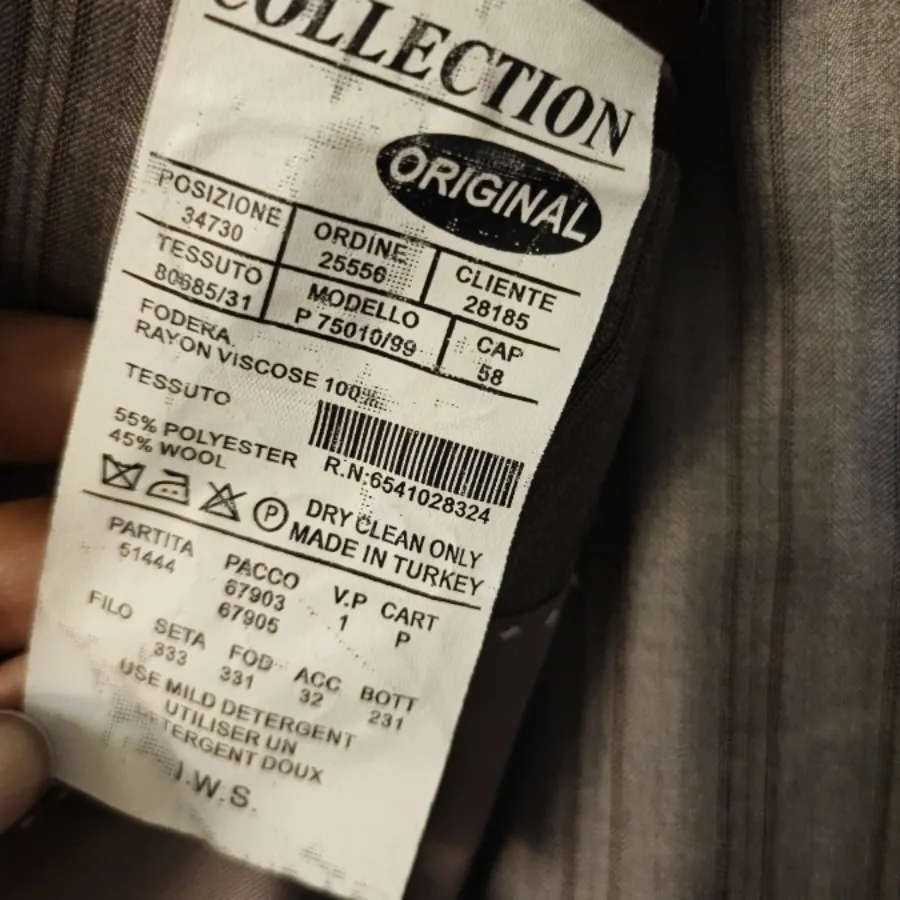 COLLECTION
ORIGINAL
POSIZIONE
34730
ORDINE
25556
CLIENTE
28185
TESSUTO
80685/31
MODELLO
P 75010/99
CAP
58
FODERA
RAYON VISCOSE 100%
TESSUTO
55% POLYESTER
45% WOOL
R.N:6541028324
P
DRY CLEAN ONLY
MADE IN TURKEY
PARTITA
51444
PACCO
67903
67905
V.P
1
CART
P
FILO
SETA
333
FOD
331
ACC
32
BOTT
231
USE MILD DETERGENT
UTILISER UN
DETERGENT DOUX
I.W.S.